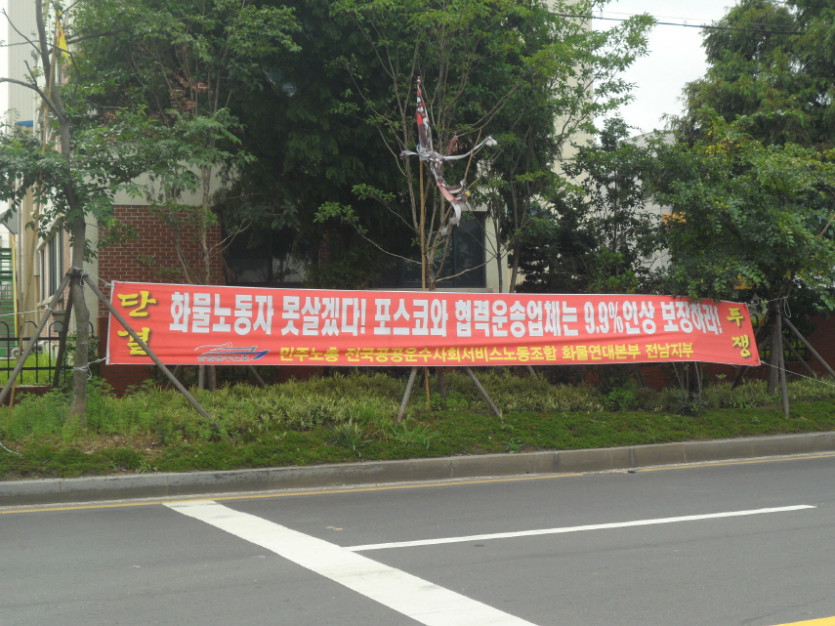 단결
화물노동자 못살겠다! 포스코와 협력운송업체는 9.9%인상 보장하라!
투쟁
민주노총 전국공공운수사회서비스노동조합 화물연대본부 전남지부